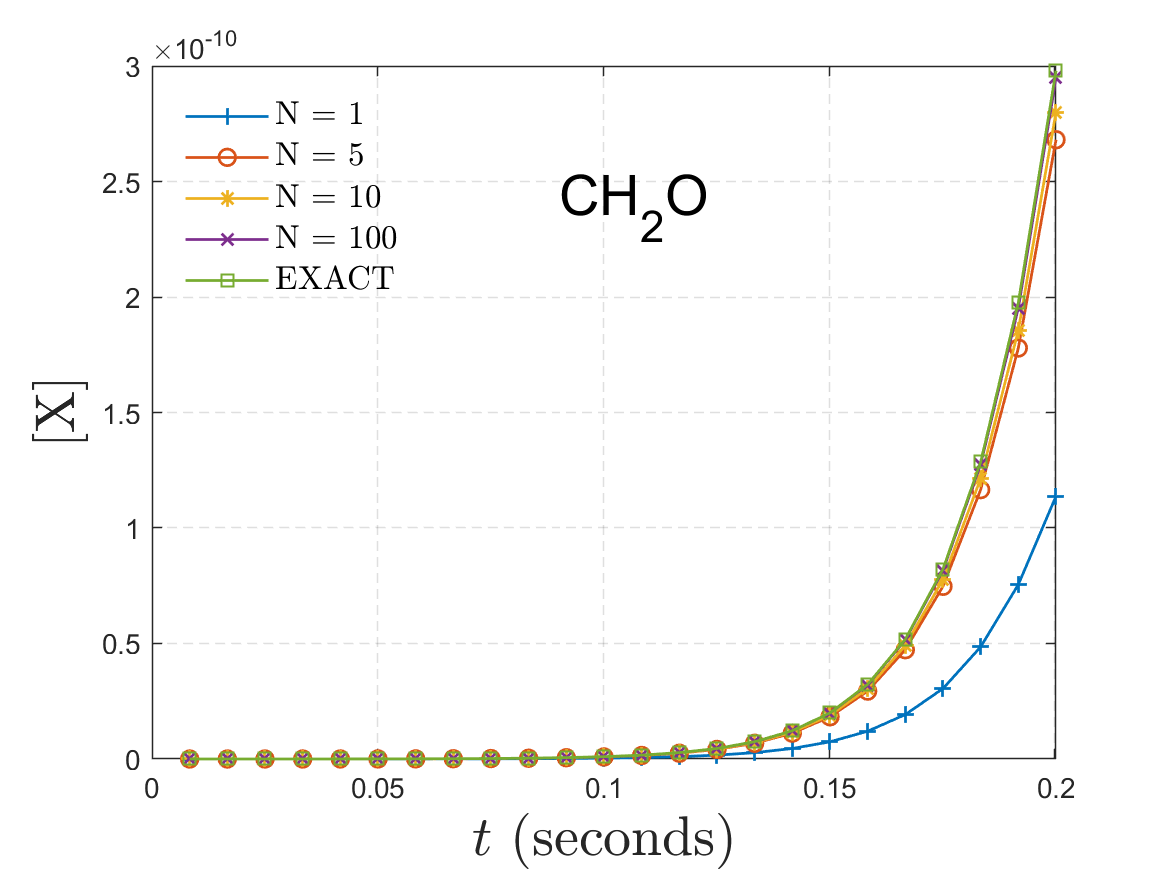 ×10⁻¹⁰
3
2.5
2
1.5
1
0.5
0
N = 1
N = 5
N = 10
N = 100
EXACT
CH₂O
[X]
0 0.05 0.1 0.15 0.2
t (seconds)